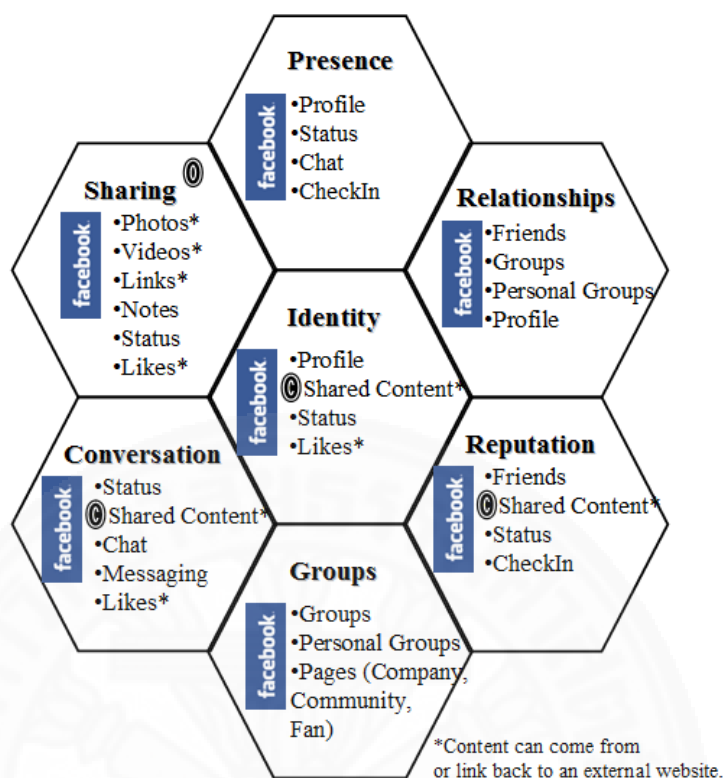 Presence
facebook
•Profile
•Status
•Chat
•CheckIn
Sharing
facebook
•Photos*
•Videos*
•Links*
•Notes
•Status
•Likes*
Relationships
facebook
•Friends
•Groups
•Personal Groups
•Profile
Identity
facebook
•Profile
Ⓒ Shared Content*
•Status
•Likes*
Conversation
facebook
•Status
Ⓒ Shared Content*
•Chat
•Messaging
•Likes*
Reputation
facebook
•Friends
Ⓒ Shared Content*
•Status
•CheckIn
Groups
facebook
•Groups
•Personal Groups
•Pages (Company,
Community,
Fan)
*Content can come from
or link back to an external website.